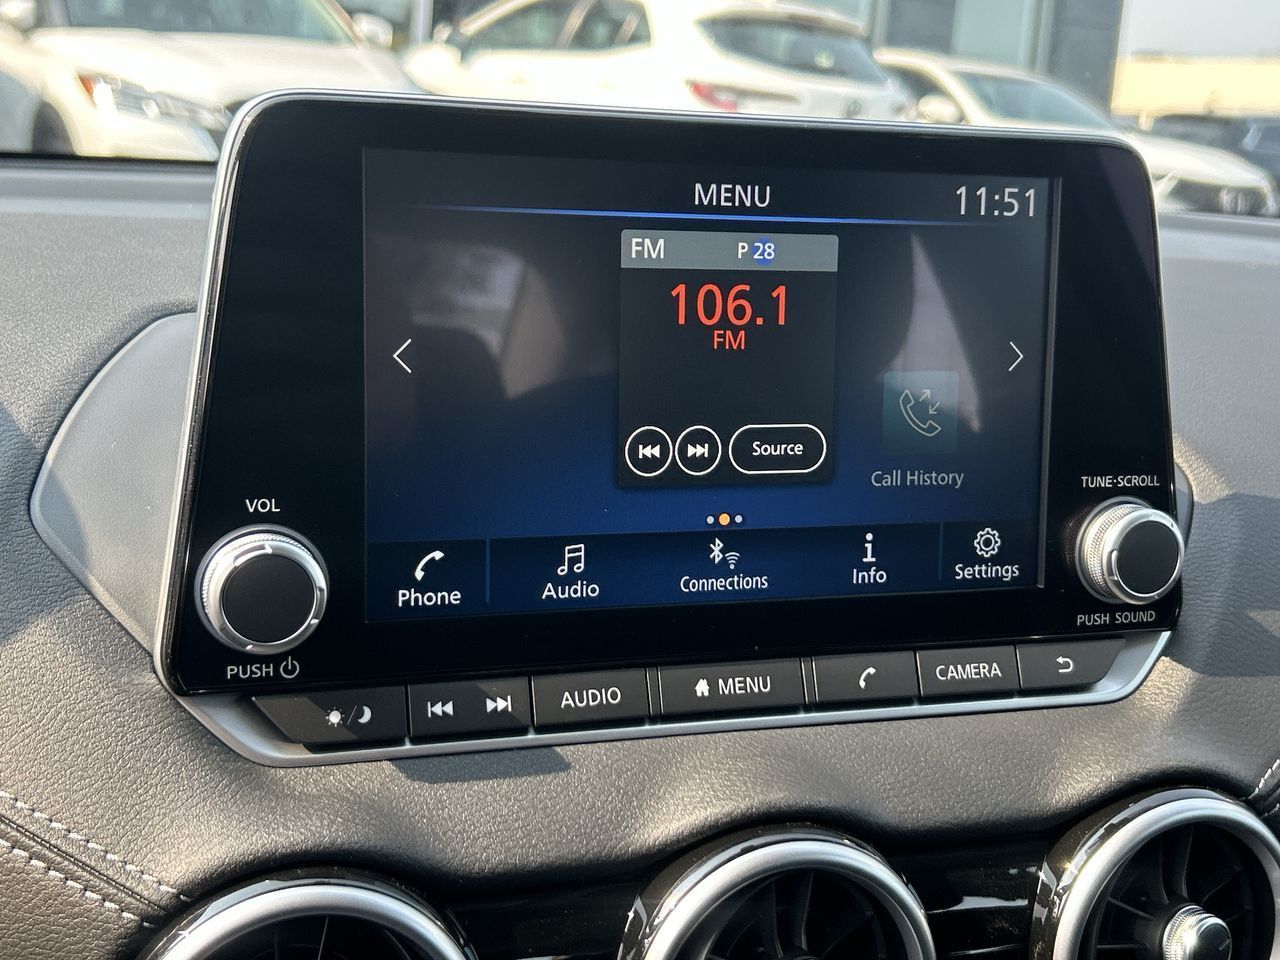 MENU
11:51
FM
P 28
106.1
FM
Source
Call History
Phone
Audio
Connections
Info
Settings
VOL
PUSH
TUNE·SCROLL
PUSH SOUND
AUDIO
MENU
CAMERA